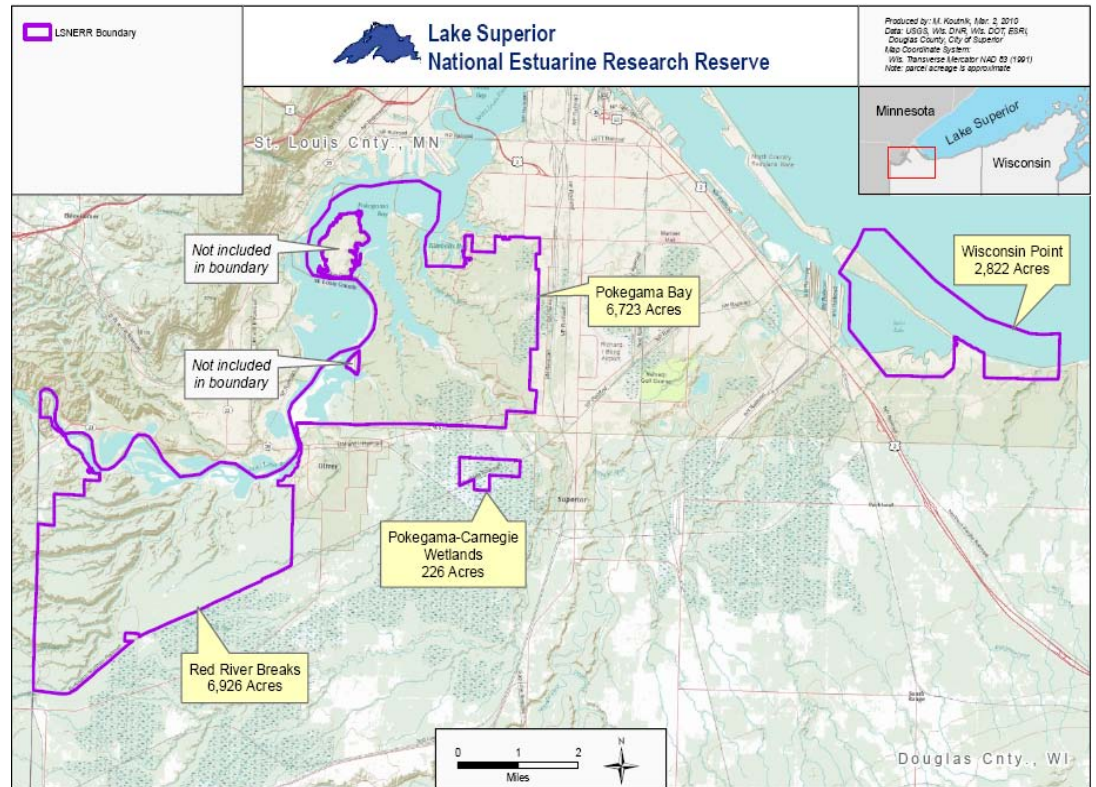 LSNERR Boundary
Lake Superior
National Estuarine Research Reserve
Produced by: M. Koutnik, Mar. 2, 2010
Data: USGS, Wis. DNR, Wis. DOT, ESRI,
Douglas County, City of Superior
Map Coordinate System:
Wis. Transverse Mercator NAD 83 (1991)
Note: parcel acreage is approximate
Minnesota
Lake Superior
Wisconsin
St. Louis Cnty., MN
Pokegama
Bay
Not included
in boundary
Wisconsin Point
2,822 Acres
Pokegama Bay
6,723 Acres
Not included
in boundary
Oliver
Superior
Pokegama-Carnegie
Wetlands
226 Acres
Red River Breaks
6,926 Acres
0 1 2
Miles
N
Douglas Cnty., WI